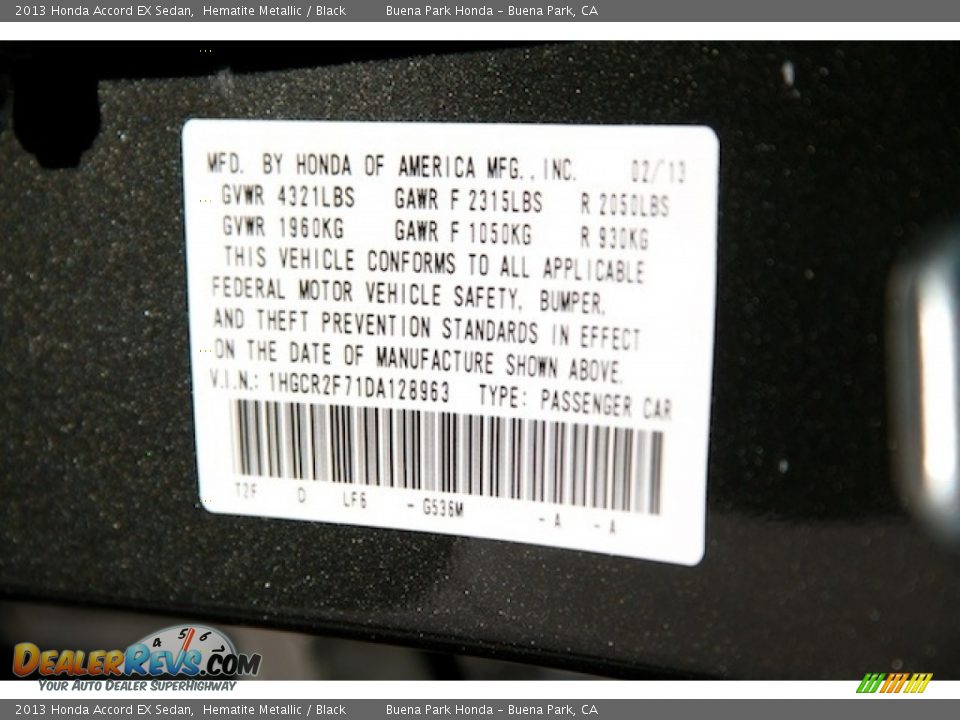 2013 Honda Accord EX Sedan, Hematite Metallic / Black Buena Park Honda - Buena Park, CA
MFD. BY HONDA OF AMERICA MFG., INC. 02/13
GVWR 4321LBS GAWR F 2315LBS R 2050LBS
GVWR 1960KG GAWR F 1050KG R 930KG
THIS VEHICLE CONFORMS TO ALL APPLICABLE
FEDERAL MOTOR VEHICLE SAFETY, BUMPER,
AND THEFT PREVENTION STANDARDS IN EFFECT
ON THE DATE OF MANUFACTURE SHOWN ABOVE.
V.I.N.: 1HGCR2F71DA128963 TYPE: PASSENGER CAR
T2F D LF6 - G536M - A - A
4 5 6
DEALERREVS.COM
YOUR AUTO DEALER SUPERHIGHWAY
2013 Honda Accord EX Sedan, Hematite Metallic / Black Buena Park Honda - Buena Park, CA